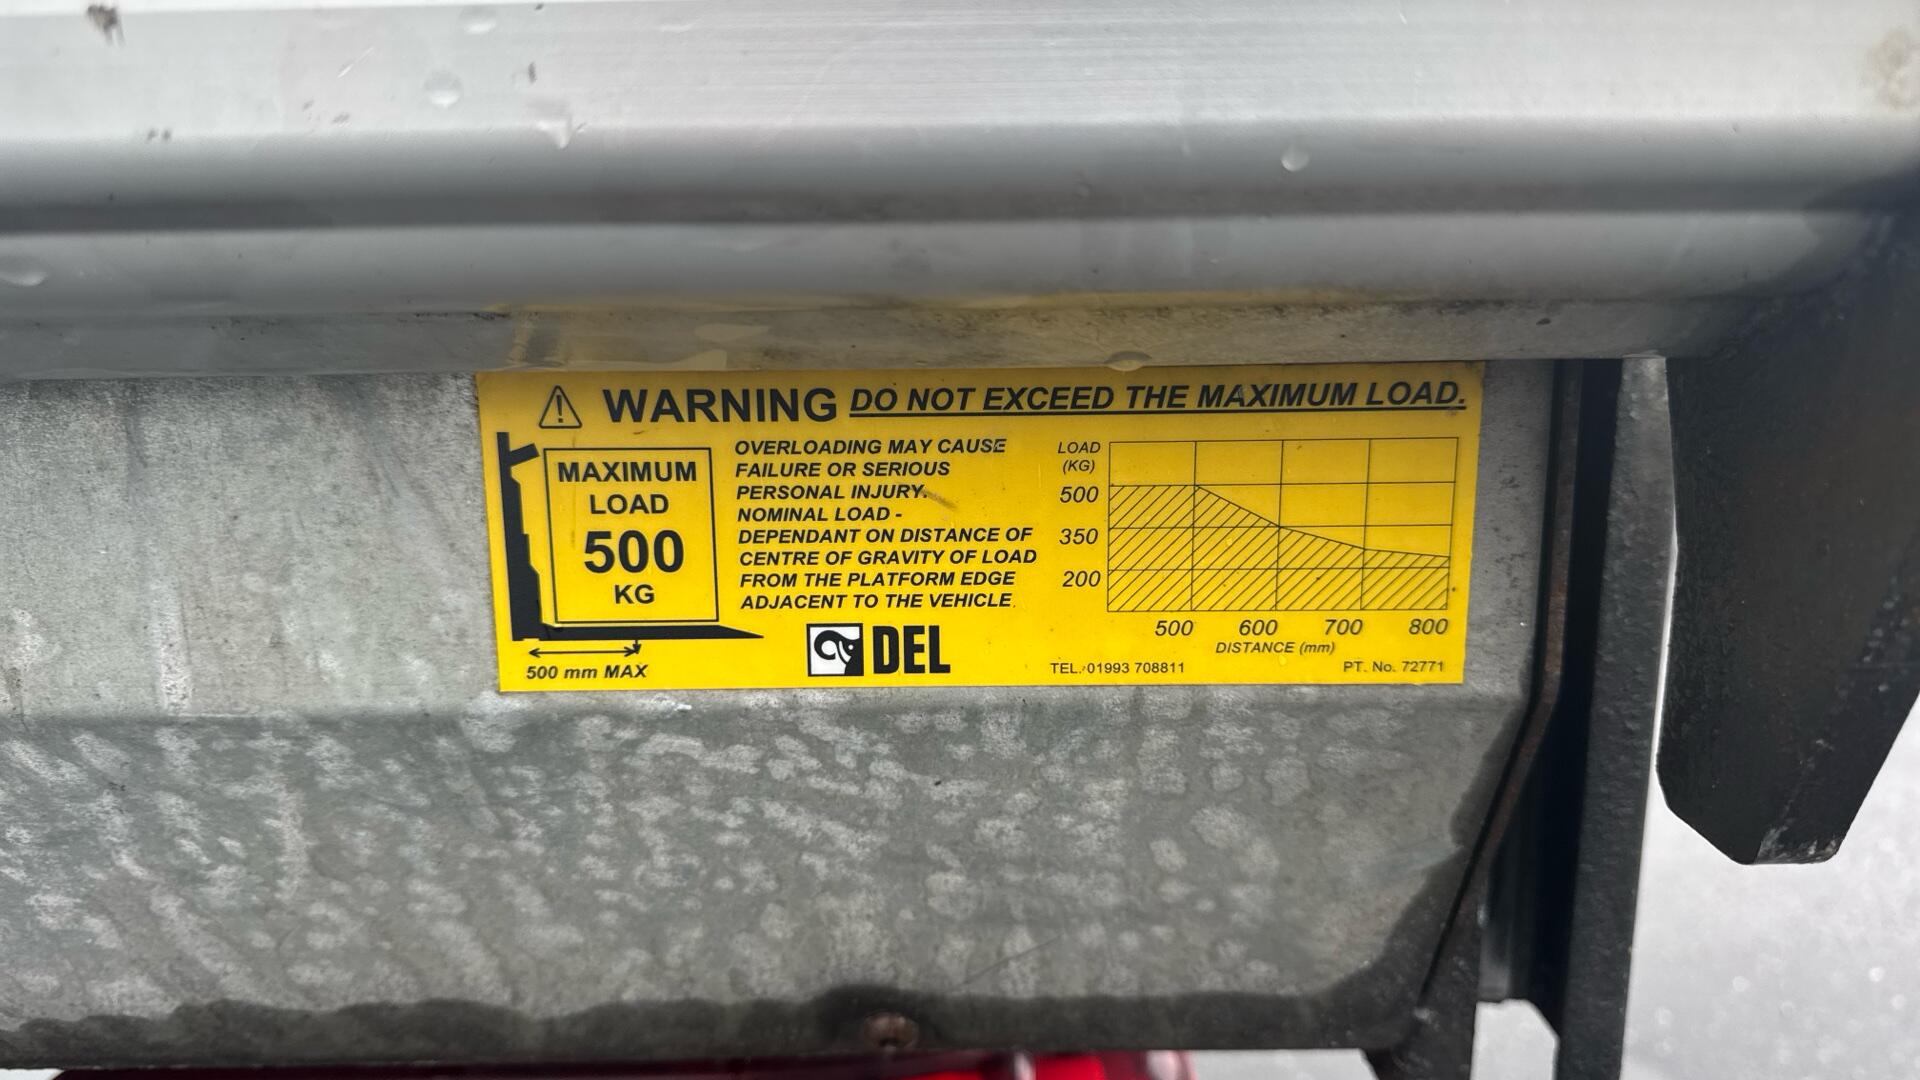 WARNING DO NOT EXCEED THE MAXIMUM LOAD.
MAXIMUM
LOAD
500
KG
500 mm MAX
OVERLOADING MAY CAUSE
FAILURE OR SERIOUS
PERSONAL INJURY.
NOMINAL LOAD -
DEPENDANT ON DISTANCE OF
CENTRE OF GRAVITY OF LOAD
FROM THE PLATFORM EDGE
ADJACENT TO THE VEHICLE.
DEL
LOAD
(KG)
500
350
200
500 600 700 800
DISTANCE (mm)
TEL. 01993 708811
PT. No. 72771